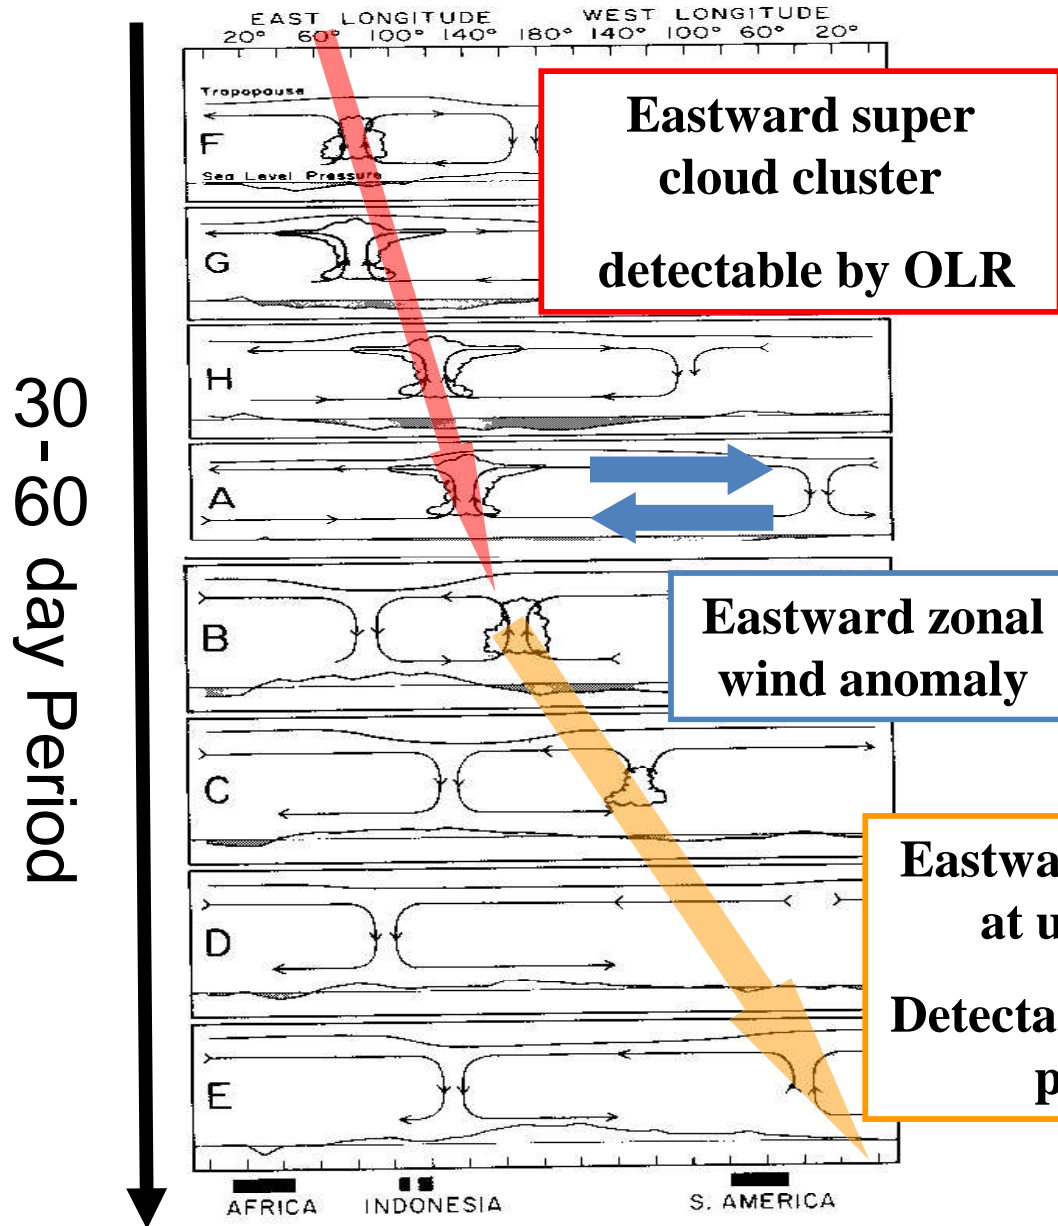 EAST LONGITUDE WEST LONGITUDE
20° 60° 100° 140° 180° 140° 100° 60° 20°
Tropopause
F
Sea Level Pressure
Eastward super
cloud cluster
detectable by OLR
G
H
A
30-60 day Period
B
Eastward zonal
wind anomaly
C
at
D
E
AFRICA INDONESIA S. AMERICA